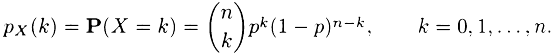 p_X(k) = P(X = k) = \binom{n}{k} p^k (1 − p)^{n−k},    k = 0, 1, . . . , n.